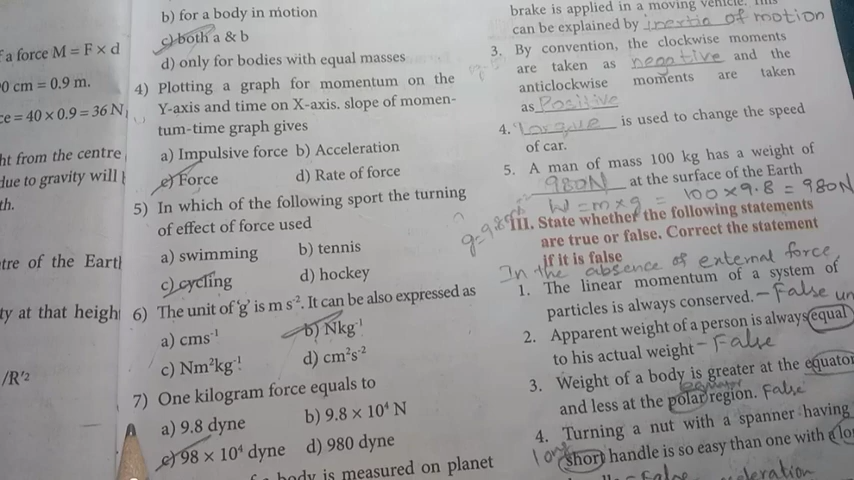 f a force M = F × d
0 cm = 0.9 m.
ce = 40 × 0.9 = 36 N
ht from the centre
due to gravity will
th.
tre of the Eart
ty at that heigh
/R'²
b) for a body in motion
c) both a & b
d) only for bodies with equal masses
4) Plotting a graph for momentum on the
Y-axis and time on X-axis. slope of momen-
tum-time graph gives
a) Impulsive force b) Acceleration
c) Force d) Rate of force
5) In which of the following sport the turning
of effect of force used
a) swimming b) tennis
c) cycling d) hockey
6) The unit of 'g' is m s⁻². It can be also expressed as
a) cms⁻¹ b) Nkg⁻¹
c) Nm²kg⁻¹ d) cm²s⁻²
7) One kilogram force equals to
a) 9.8 dyne b) 9.8 × 10⁴ N
c) 98 × 10⁴ dyne d) 980 dyne
body is measured on planet
brake is applied in a moving vehicle. This
can be explained by inertia of motion
3. By convention, the clockwise moments
are taken as negative and the
anticlockwise moments are taken
as Positive
4. Torque is used to change the speed
of car.
5. A man of mass 100 kg has a weight of
980N at the surface of the Earth
W = m × g = 100 × 9.8 = 980N
III. State whether the following statements
are true or false. Correct the statement
if it is false
In the absence of external force,
1. The linear momentum of a system of
particles is always conserved. – False un
2. Apparent weight of a person is always equal
to his actual weight – False
3. Weight of a body is greater at the equator
and less at the polar region. False
4. Turning a nut with a spanner having
long
short handle is so easy than one with a lo
False